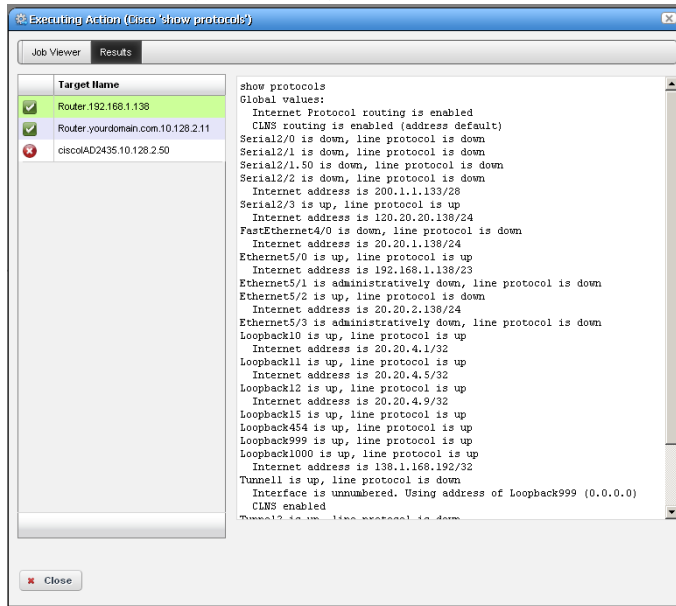 Executing Action (Cisco 'show protocols')
Job Viewer
Results
Target Name
Router.192.168.1.138
Router.yourdomain.com.10.128.2.11
ciscoIAD2435.10.128.2.50
show protocols
Global values:
Internet Protocol routing is enabled
CLNS routing is enabled (address default)
Serial2/0 is down, line protocol is down
Serial2/1 is down, line protocol is down
Serial2/1.50 is down, line protocol is down
Serial2/2 is down, line protocol is down
Internet address is 200.1.1.133/28
Serial2/3 is up, line protocol is up
Internet address is 120.20.20.138/24
FastEthernet4/0 is down, line protocol is down
Internet address is 20.20.1.138/24
Ethernet5/0 is up, line protocol is up
Internet address is 192.168.1.138/23
Ethernet5/1 is administratively down, line protocol is down
Ethernet5/2 is up, line protocol is down
Internet address is 20.20.2.138/24
Ethernet5/3 is administratively down, line protocol is down
Loopback10 is up, line protocol is up
Internet address is 20.20.4.1/32
Loopback11 is up, line protocol is up
Internet address is 20.20.4.5/32
Loopback12 is up, line protocol is up
Internet address is 20.20.4.9/32
Loopback15 is up, line protocol is up
Loopback454 is up, line protocol is up
Loopback999 is up, line protocol is up
Loopback1000 is up, line protocol is up
Internet address is 138.1.168.192/32
Tunnel1 is up, line protocol is down
Interface is unnumbered. Using address of Loopback999 (0.0.0.0)
CLNS enabled
Tunnel2 is up, line protocol is down
Close